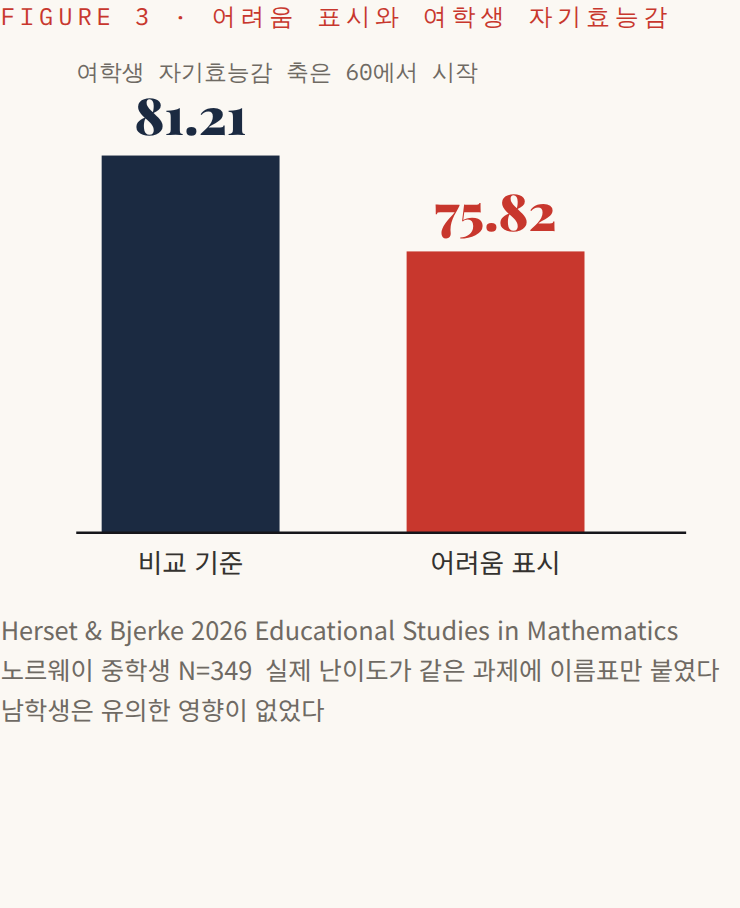 FIGURE 3 · 어려움 표시와 여학생 자기효능감
여학생 자기효능감 축은 60에서 시작
81.21
75.82
비교 기준
어려움 표시
Herset & Bjerke 2026 Educational Studies in Mathematics
노르웨이 중학생 N=349 실제 난이도가 같은 과제에 이름표만 붙였다
남학생은 유의한 영향이 없었다